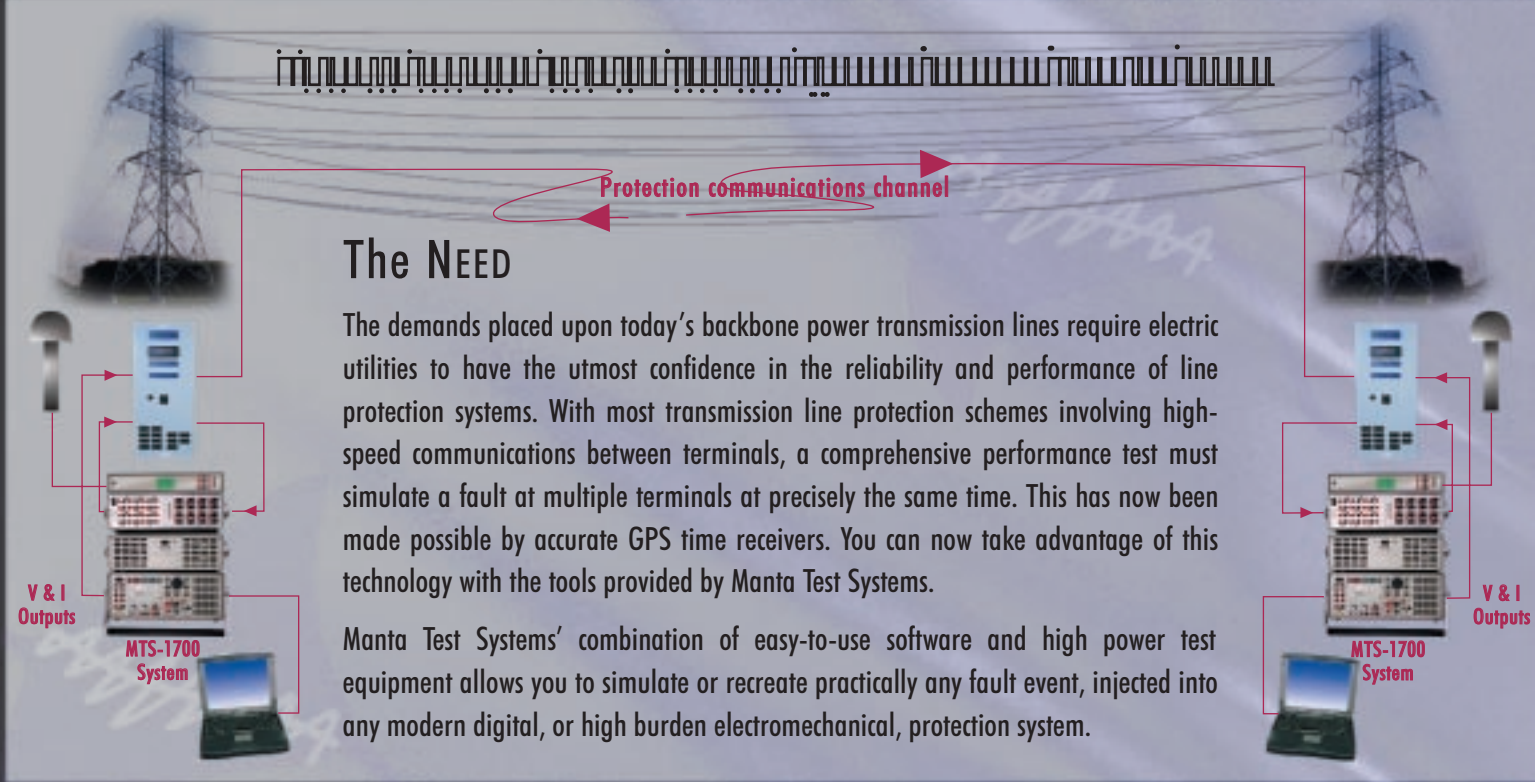 Protection communications channel
The NEED
The demands placed upon today's backbone power transmission lines require electric
utilities to have the utmost confidence in the reliability and performance of line
protection systems. With most transmission line protection schemes involving high-
speed communications between terminals, a comprehensive performance test must
simulate a fault at multiple terminals at precisely the same time. This has now been
made possible by accurate GPS time receivers. You can now take advantage of this
technology with the tools provided by Manta Test Systems.
Manta Test Systems' combination of easy-to-use software and high power test
equipment allows you to simulate or recreate practically any fault event, injected into
any modern digital, or high burden electromechanical, protection system.
V & I
Outputs
MTS-1700
System
V & I
Outputs
MTS-1700
System